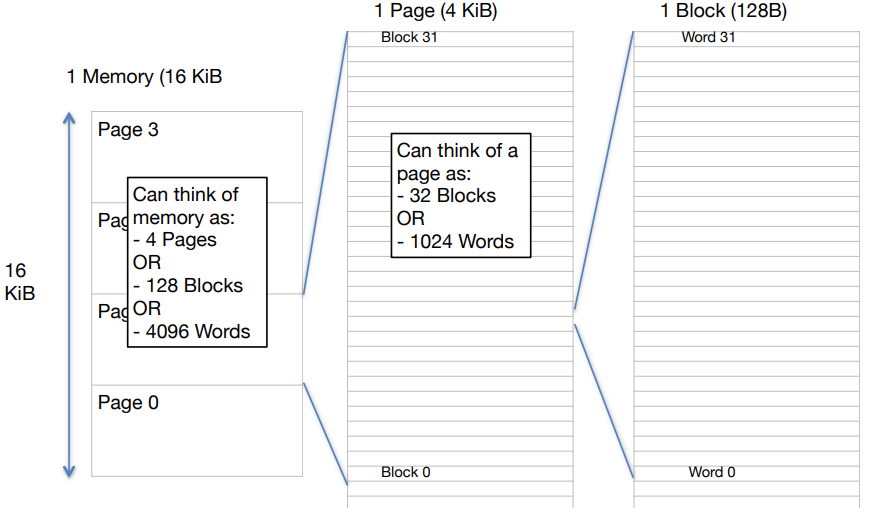 1 Page (4 KiB)
1 Block (128B)
Block 31
Word 31
1 Memory (16 KiB
Page 3
Can think of
memory as:
- 4 Pages
OR
- 128 Blocks
OR
- 4096 Words
Pag
Pag
Page 0
16
KiB
Can think of a
page as:
- 32 Blocks
OR
- 1024 Words
Block 0
Word 0